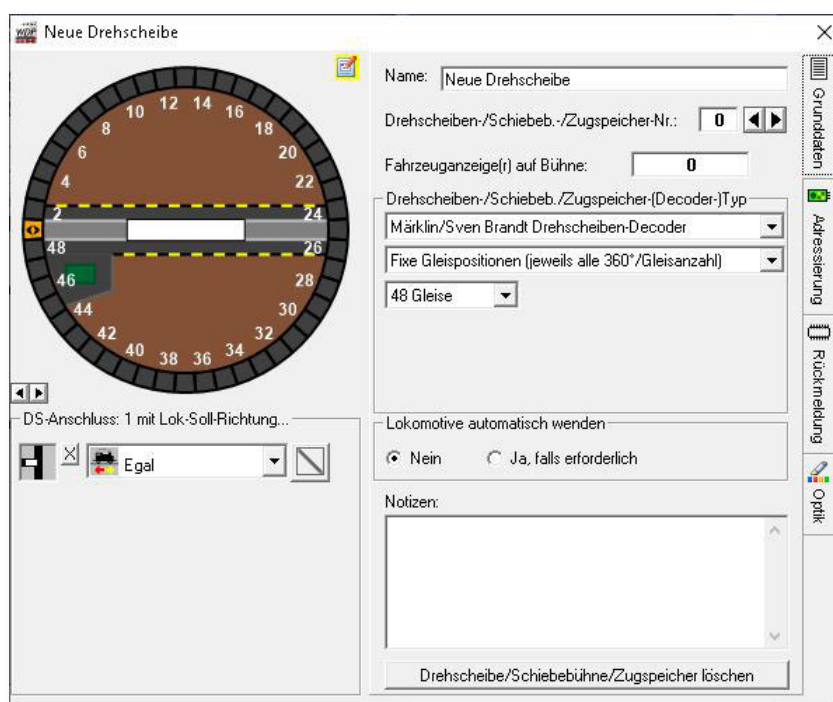 WDP Neue Drehscheibe
Name: Neue Drehscheibe
Drehscheiben-/Schiebeb.-/Zugspeicher-Nr.: 0
Fahrzeuganzeige(r) auf Bühne: 0
Drehscheiben-/Schiebeb./Zugspeicher-(Decoder-)Typ
Märklin/Sven Brandt Drehscheiben-Decoder
Fixe Gleispositionen (jeweils alle 360°/Gleisanzahl)
48 Gleise
2
4
6
8
10
12
14
16
18
20
22
24
26
28
30
32
34
36
38
40
42
44
46
48
DS-Anschluss: 1 mit Lok-Soll-Richtung...
X
Egal
Lokomotive automatisch wenden
Nein
Ja, falls erforderlich
Notizen:
Drehscheibe/Schiebebühne/Zugspeicher löschen
Grunddaten
Adressierung
Rückmeldung
Optik